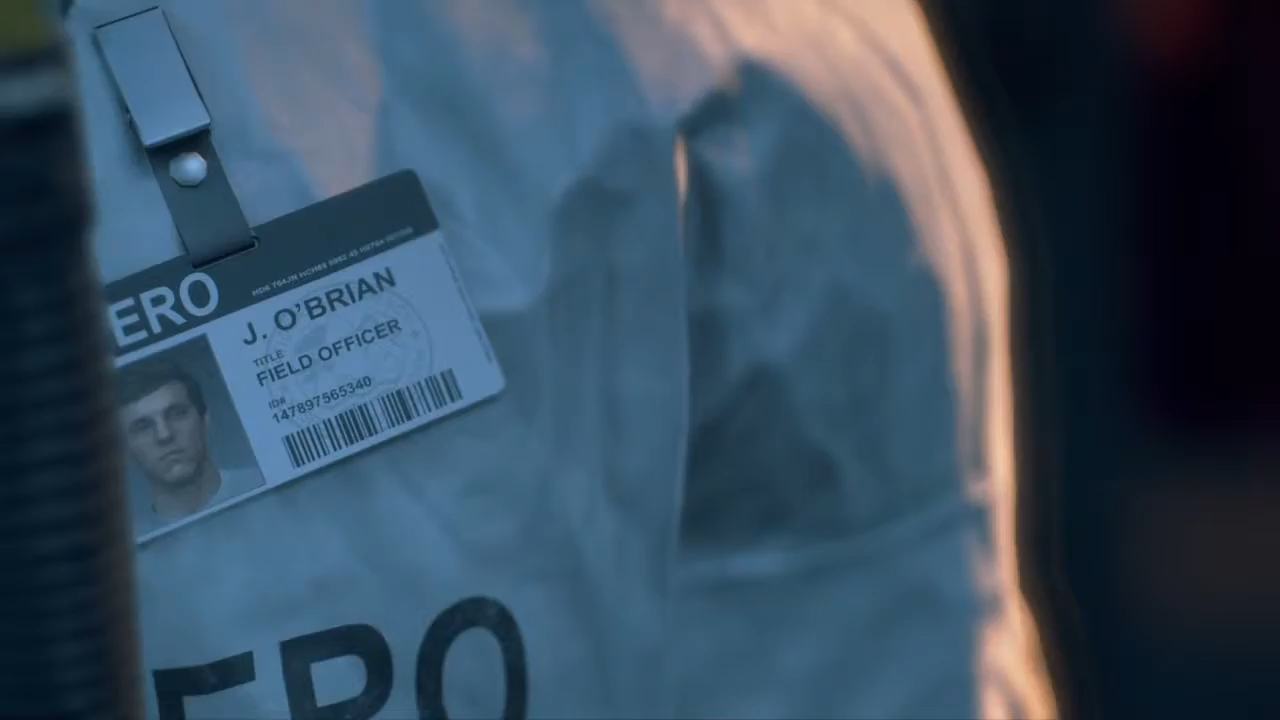 ERO
J. O'BRIAN
TITLE
FIELD OFFICER
ID#
147897565340
ERO